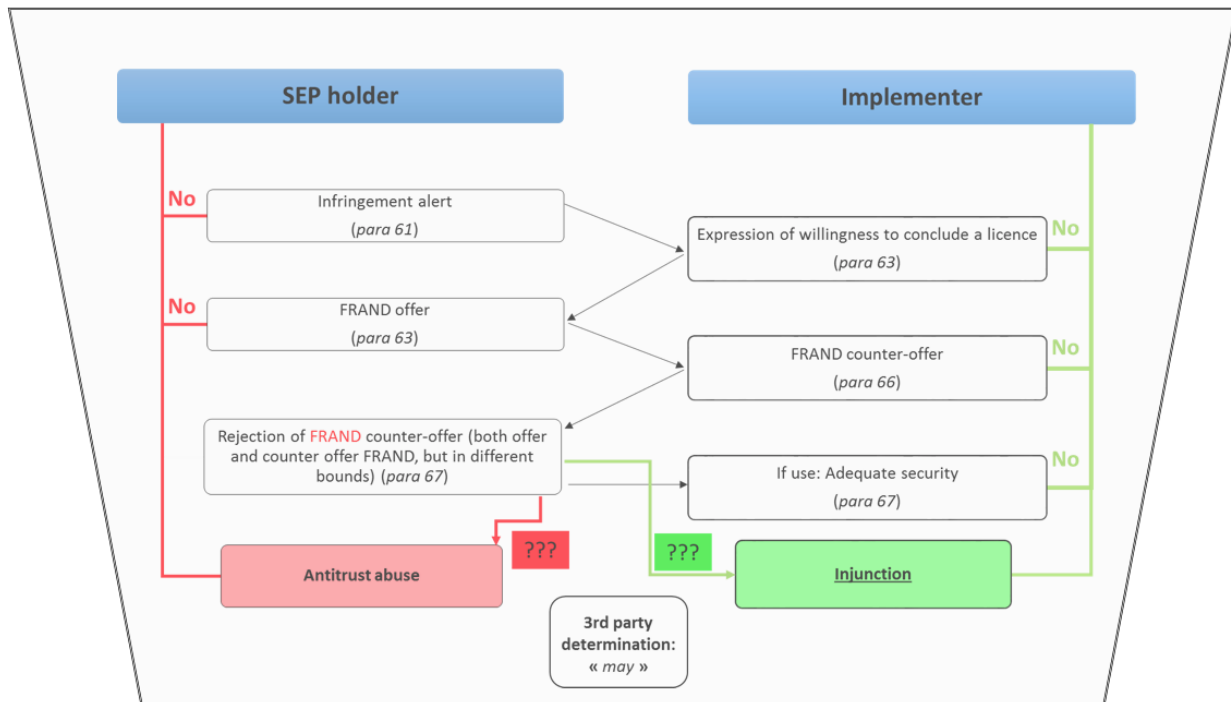 SEP holder
Implementer
No
Infringement alert
(para 61)
Expression of willingness to conclude a licence
(para 63)
No
No
FRAND offer
(para 63)
FRAND counter-offer
(para 66)
No
Rejection of FRAND counter-offer (both offer
and counter offer FRAND, but in different
bounds) (para 67)
If use: Adequate security
(para 67)
No
???
???
Antitrust abuse
Injunction
3rd party
determination:
« may »